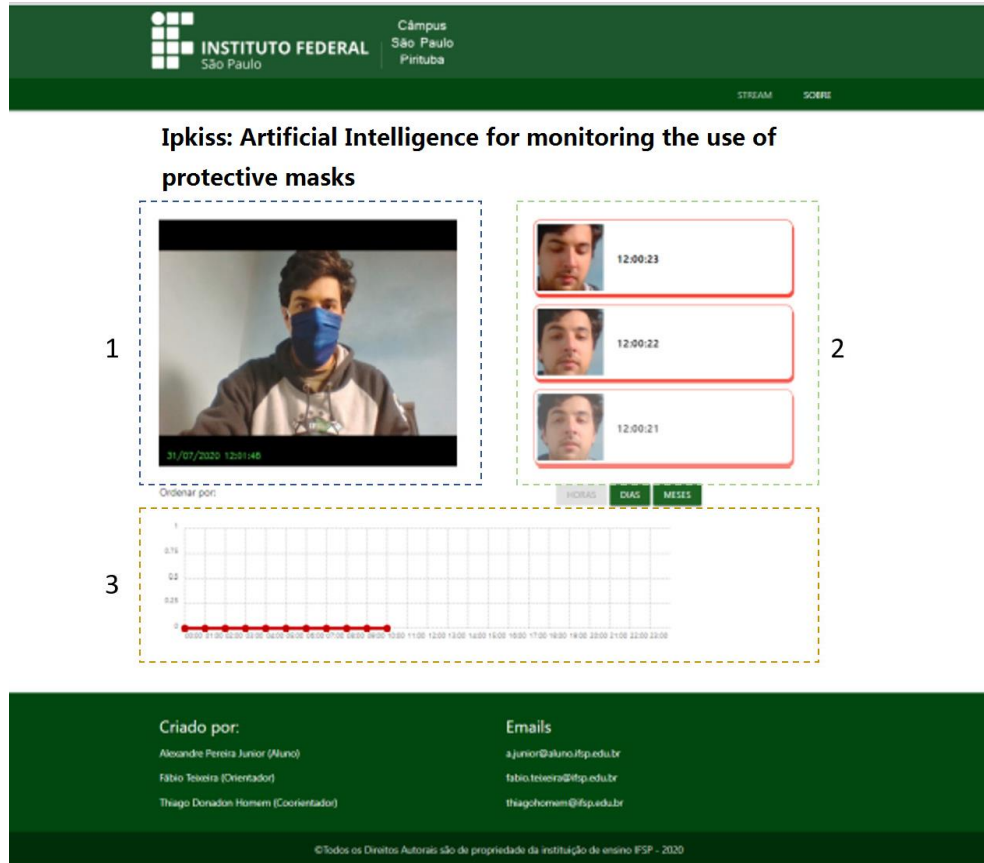 INSTITUTO FEDERAL
São Paulo
Câmpus
São Paulo
Pirituba
STREAM SOBRE
Ipkiss: Artificial Intelligence for monitoring the use of
protective masks
1
31/07/2020 12:01:46
12:00:23
12:00:22
12:00:21
2
Ordenar por:
HORAS DIAS MESES
3
1
0.75
0.5
0.25
0
00:00 01:00 02:00 03:00 04:00 05:00 06:00 07:00 08:00 09:00 10:00 11:00 12:00 13:00 14:00 15:00 16:00 17:00 18:00 19:00 20:00 21:00 22:00 23:00
Criado por:
Alexandre Pereira Junior (Aluno)
Fábio Teixeira (Orientador)
Thiago Donadon Homem (Coorientador)
Emails
a.junior@aluno.ifsp.edu.br
fabio.teixeira@ifsp.edu.br
thiagohomem@ifsp.edu.br
©Todos os Direitos Autorais são de propriedade da instituição de ensino IFSP - 2020